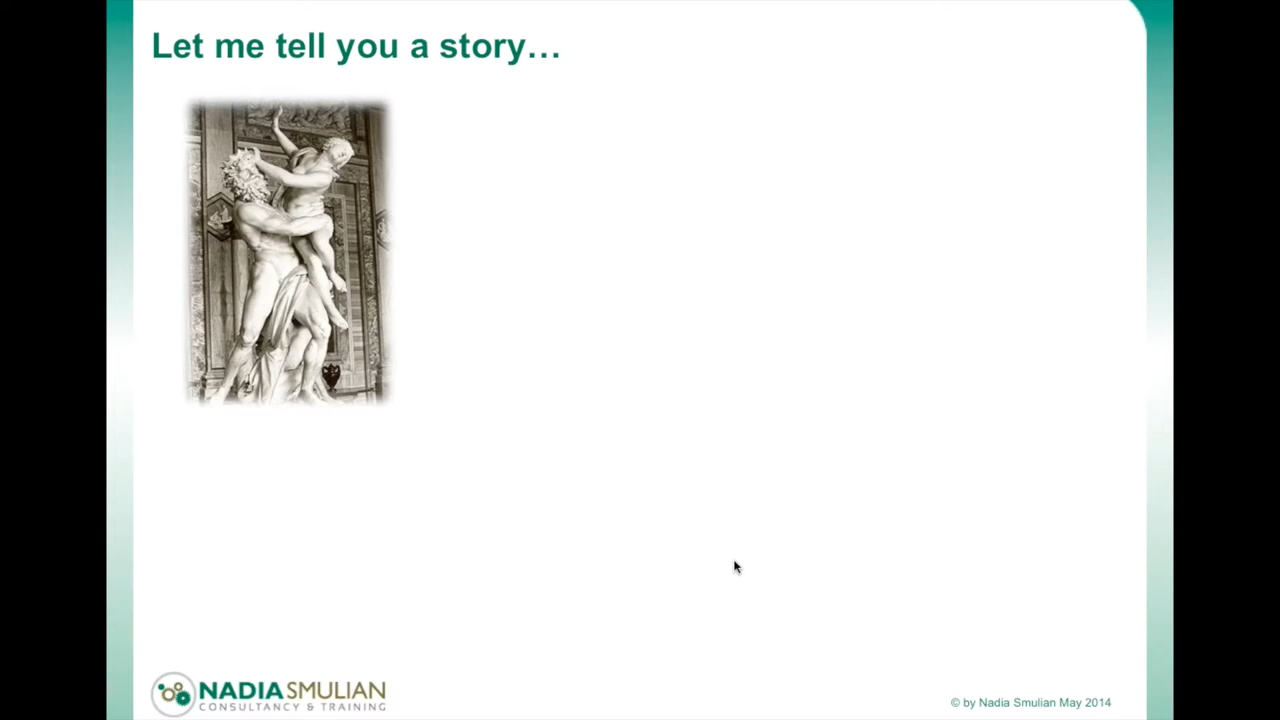 Let me tell you a story…
NADIA SMULIAN
CONSULTANCY & TRAINING
© by Nadia Smulian May 2014